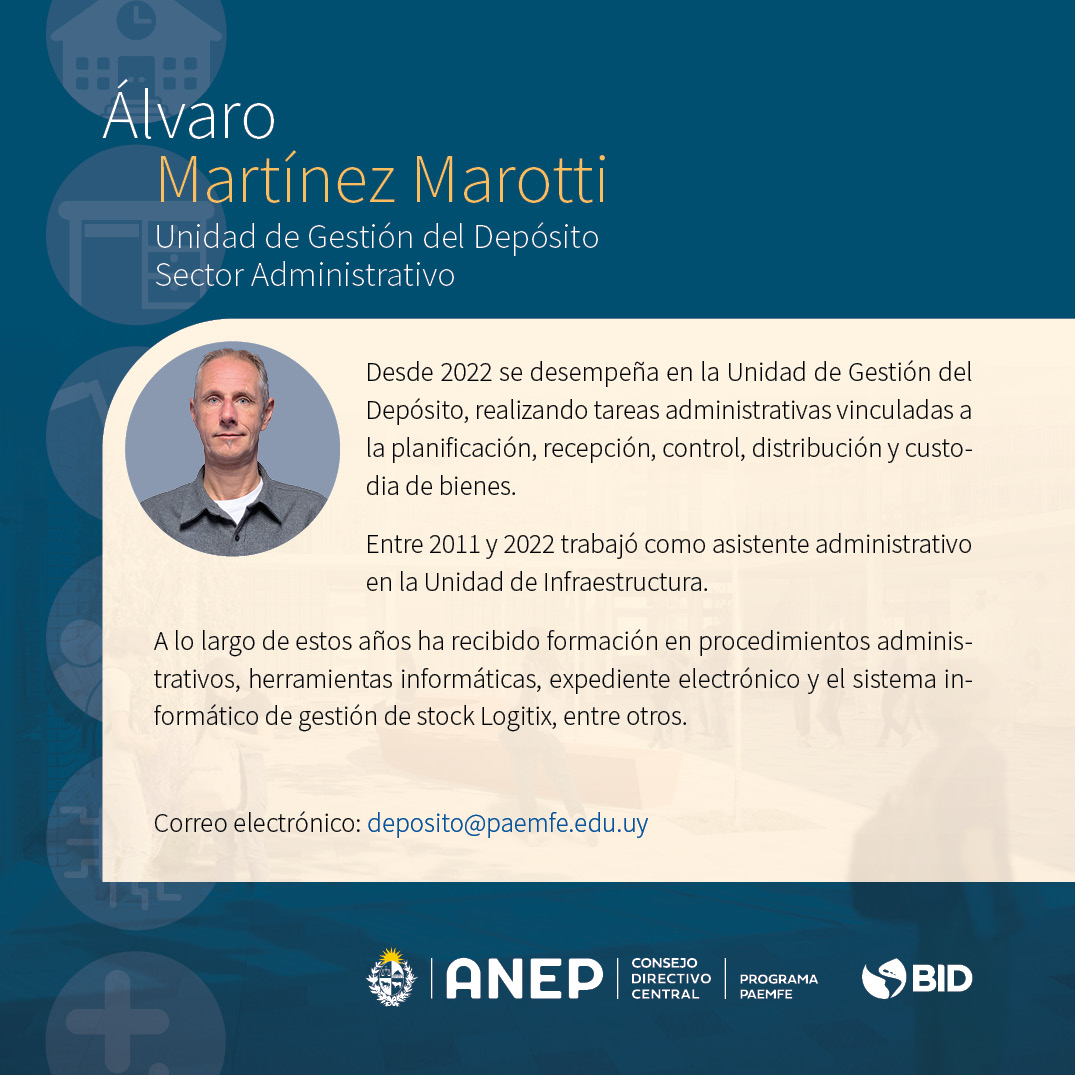 Álvaro
Martínez Marotti
Unidad de Gestión del Depósito
Sector Administrativo
Desde 2022 se desempeña en la Unidad de Gestión del
Depósito, realizando tareas administrativas vinculadas a
la planificación, recepción, control, distribución y custo-
dia de bienes.
Entre 2011 y 2022 trabajó como asistente administrativo
en la Unidad de Infraestructura.
A lo largo de estos años ha recibido formación en procedimientos adminis-
trativos, herramientas informáticas, expediente electrónico y el sistema in-
formático de gestión de stock Logitix, entre otros.
Correo electrónico: deposito@paemfe.edu.uy
ANEP
CONSEJO
DIRECTIVO
CENTRAL
PROGRAMA
PAEMFE
BID